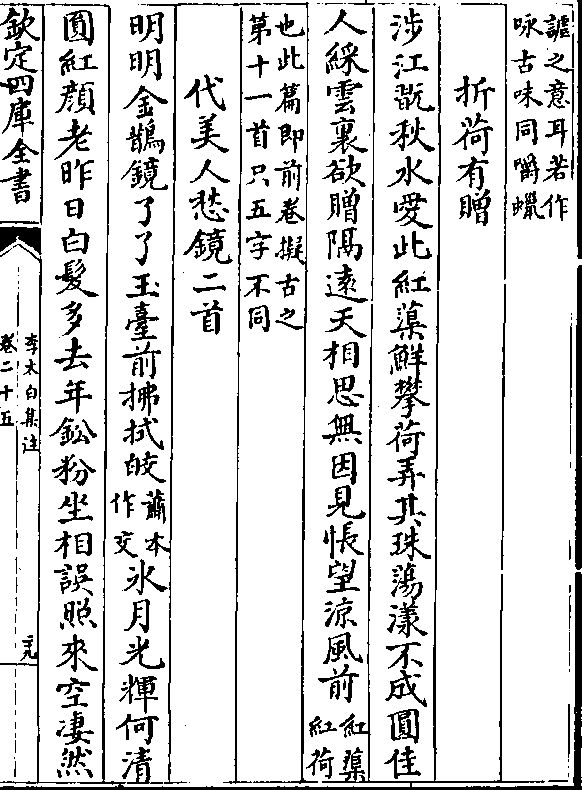 謔之意耳若作
咏古味同嚼蠟
折荷有贈
涉江翫秋水愛此紅蕖鮮攀荷弄其珠蕩漾不成圓佳
人綵雲裏欲贈隔遠天相思無因見悵望涼風前紅蕖紅荷
也此篇即前卷擬古之
第十一首只五字不同
代美人愁鏡二首
明明金鵲鏡了了玉臺前拂拭皎蕭本作交氷月光輝何清
圓紅顔老昨日白髮多去年鈆粉坐相誤照來空凄然
欽定四庫全書
李太白集注
卷二十五